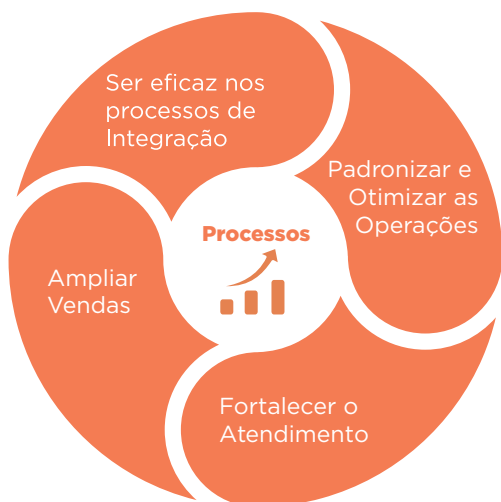 Ser eficaz nos
processos de
Integração
Padronizar e
Otimizar as
Operações
Processos
Ampliar
Vendas
Fortalecer o
Atendimento